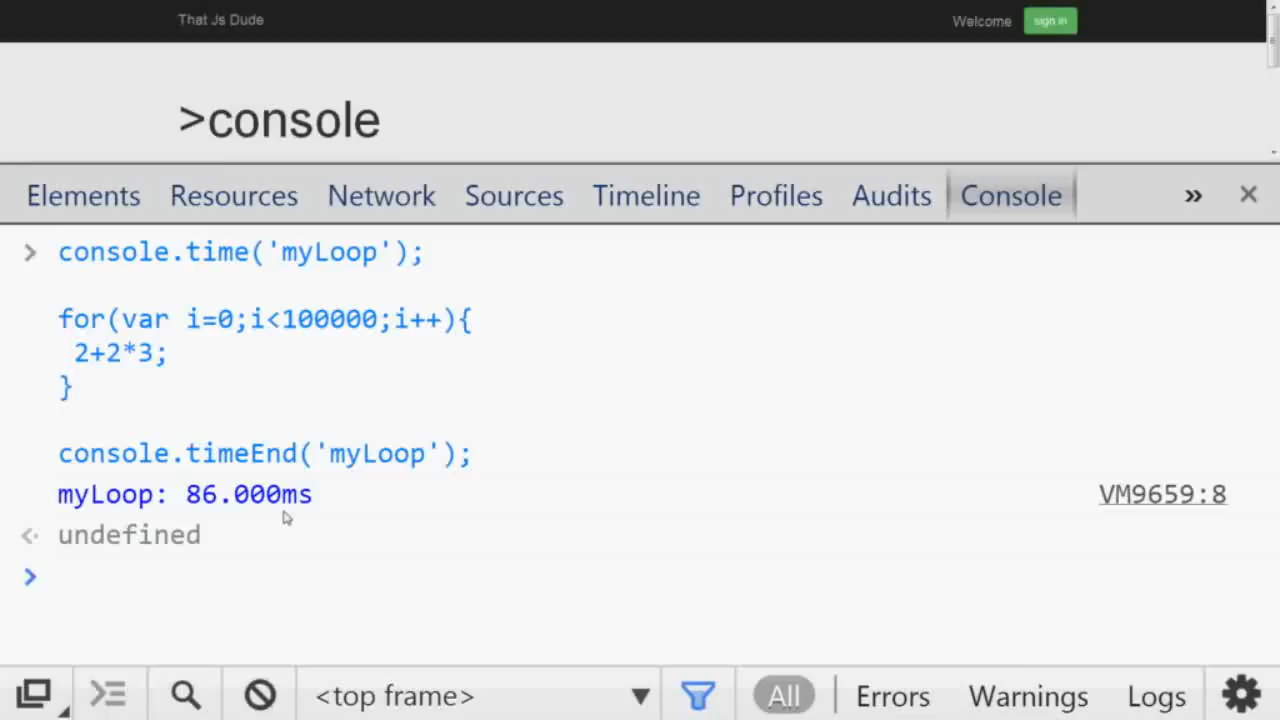 That Js Dude Welcome sign in
>console
Elements Resources Network Sources Timeline Profiles Audits Console » ×
> console.time('myLoop');
for(var i=0;i<100000;i++){
2+2*3;
}
console.timeEnd('myLoop');
myLoop: 86.000ms VM9659:8
undefined
>
<top frame> All Errors Warnings Logs